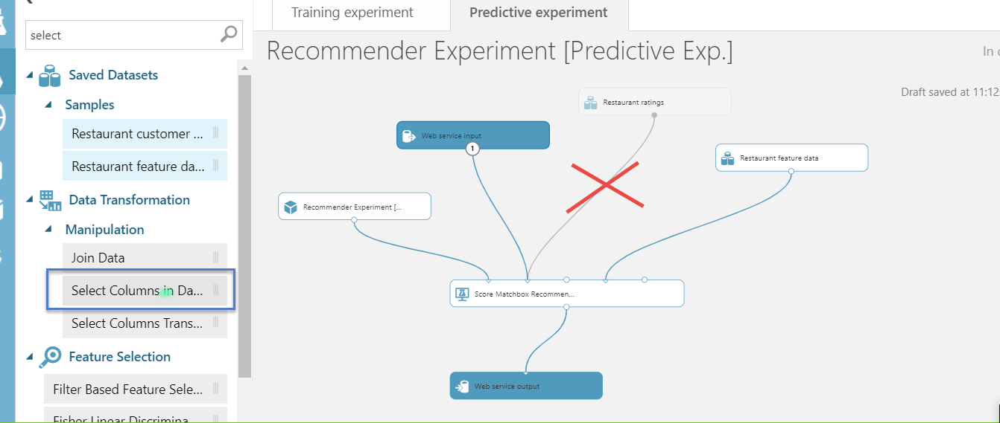 Training experiment
Predictive experiment
select
Recommender Experiment [Predictive Exp.]
In
Draft saved at 11:12:
Saved Datasets
Samples
Restaurant customer ...
Restaurant feature da...
Data Transformation
Manipulation
Join Data
Select Columns in Da...
Select Columns Trans...
Feature Selection
Filter Based Feature Sele...
Fisher Linear Discrimina
Restaurant ratings
Web service input
1
Restaurant feature data
Recommender Experiment [...
Score Matchbox Recommen...
Web service output